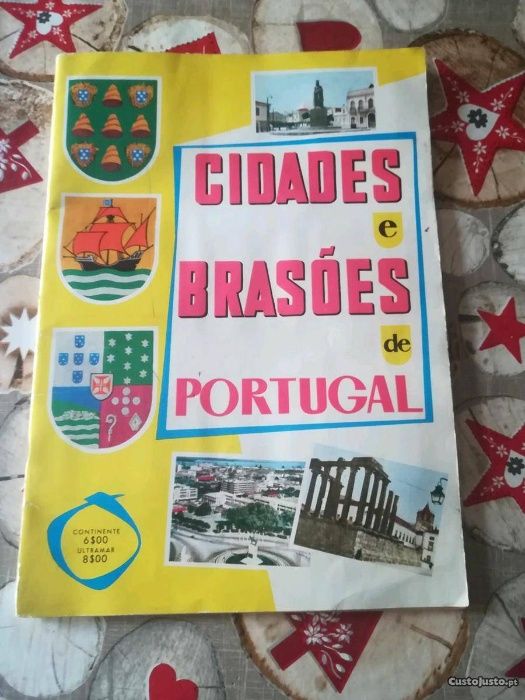 CIDADES
e
BRASÕES
de
PORTUGAL
CONTINENTE
6$00
ULTRAMAR
8$00
CustoJusto.pt